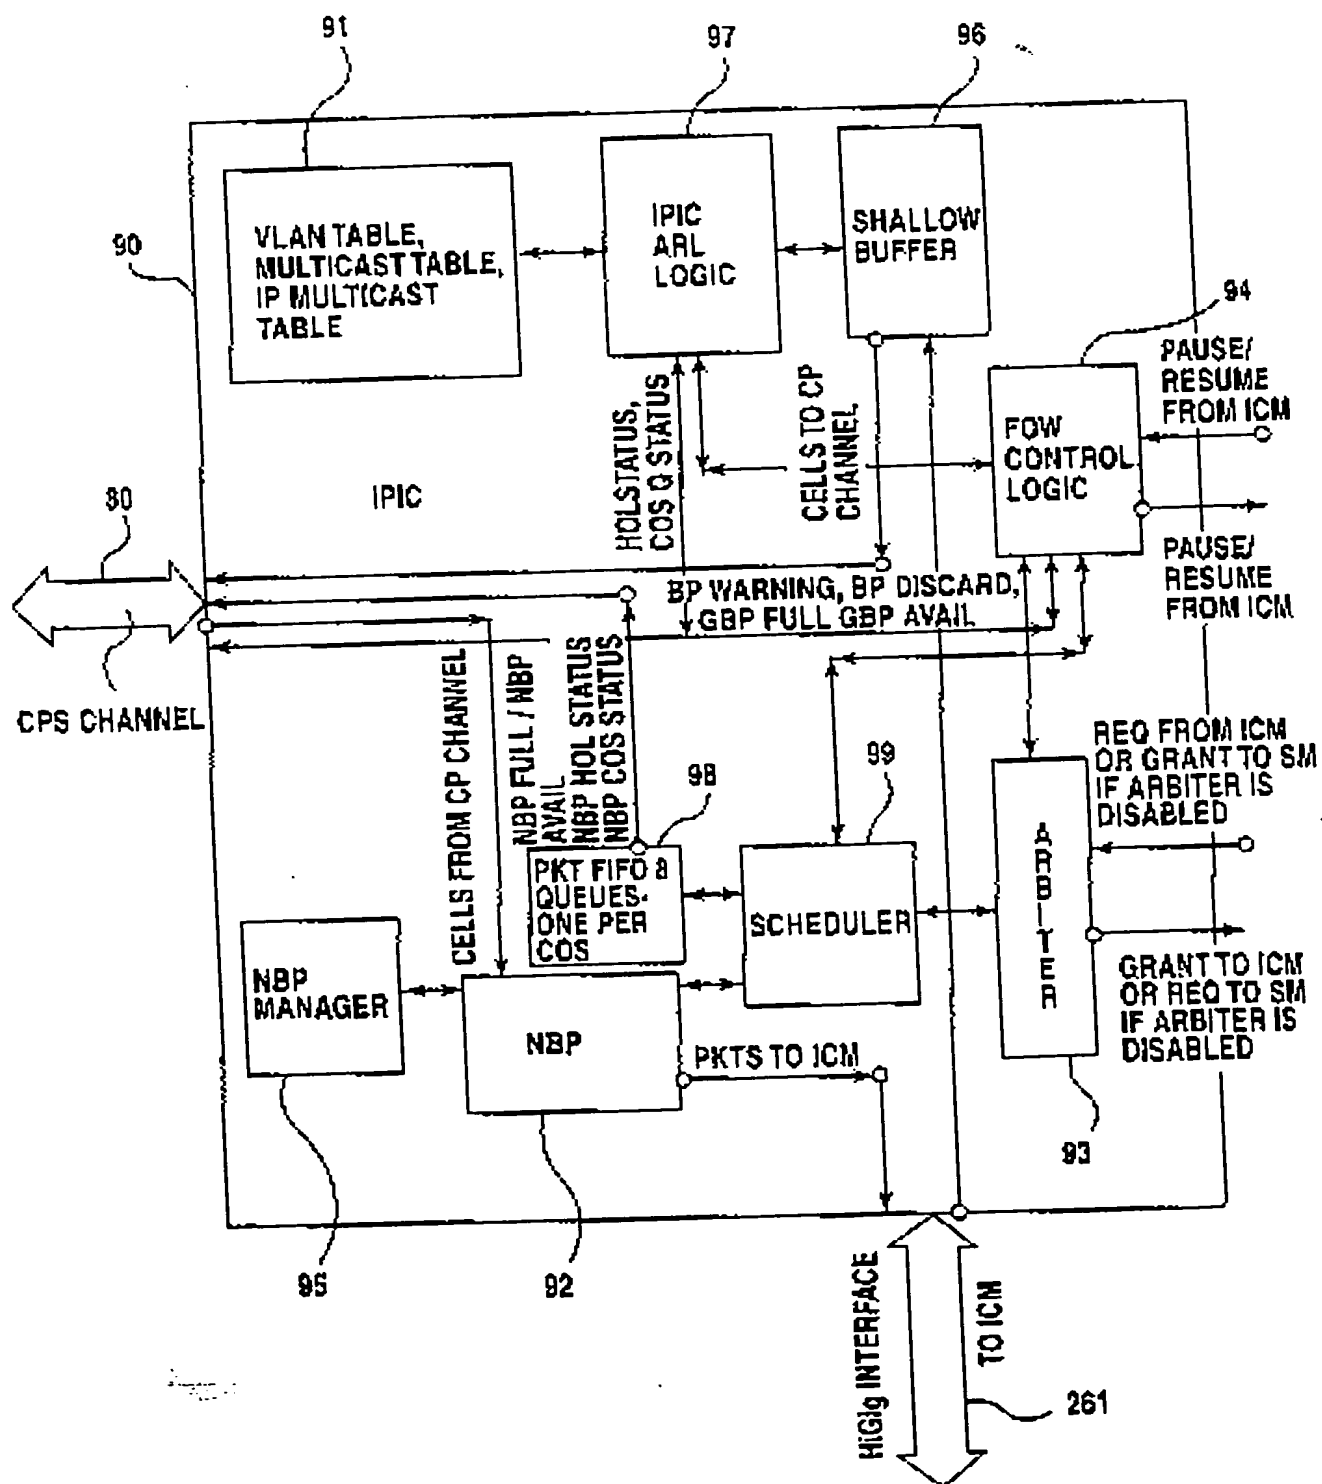 91
97
96
90
VLAN TABLE,
MULTICAST TABLE,
IP MULTICAST
TABLE
IPIC
ARL
LOGIC
SHALLOW
BUFFER
94
PAUSE/
RESUME
FROM ICM
FOW
CONTROL
LOGIC
HOLSTATUS,
COS Q STATUS
CELLS TO CP
CHANNEL
IPIC
80
PAUSE/
RESUME
FROM ICM
BP WARNING, BP DISCARD,
GBP FULL GBP AVAIL
CPS CHANNEL
CELLS FROM CP CHANNEL
NBP FULL / NBP
AVAIL
NBP HOL STATUS
NBP COS STATUS
98
99
REQ FROM ICM
OR GRANT TO SM
IF ARBITER IS
DISABLED
PKT FIFO &
QUEUES-
ONE PER
COS
SCHEDULER
ARBITER
NBP
MANAGER
NBP
PKTS TO ICM
GRANT TO ICM
OR REQ TO SM
IF ARBITER IS
DISABLED
93
95
92
HiGig INTERFACE
TO ICM
261